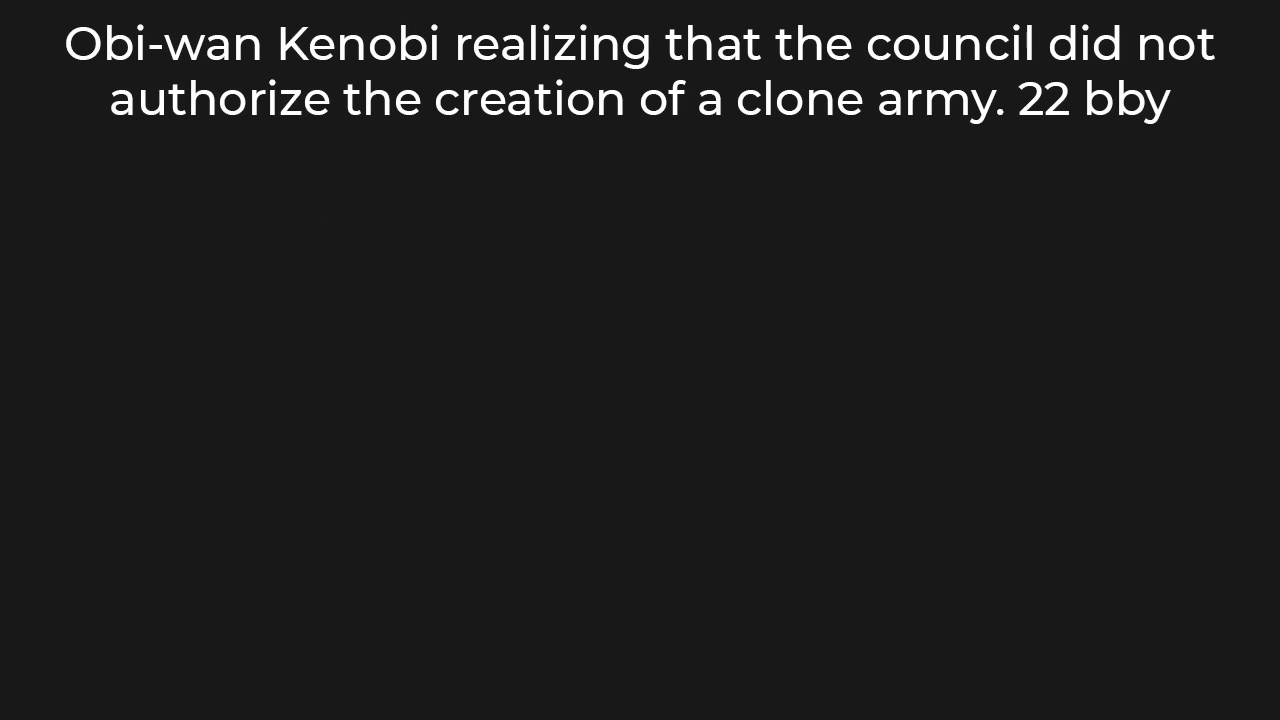 Obi-wan Kenobi realizing that the council did not
authorize the creation of a clone army. 22 bby